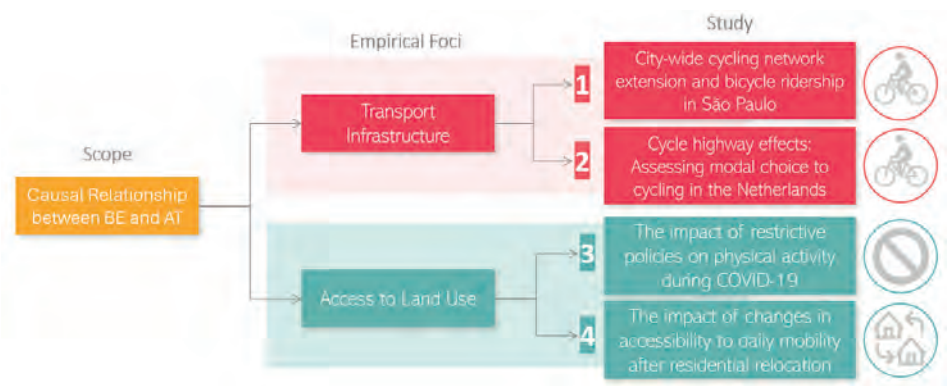 Scope
Causal Relationship
between BE and AT
Empirical Foci
Transport
Infrastructure
Access to Land Use
Study
1
City-wide cycling network
extension and bicycle ridership
in São Paulo
2
Cycle highway effects:
Assessing modal choice to
cycling in the Netherlands
3
The impact of restrictive
policies on physical activity
during COVID-19
4
The impact of changes in
accessibility to daily mobility
after residential relocation